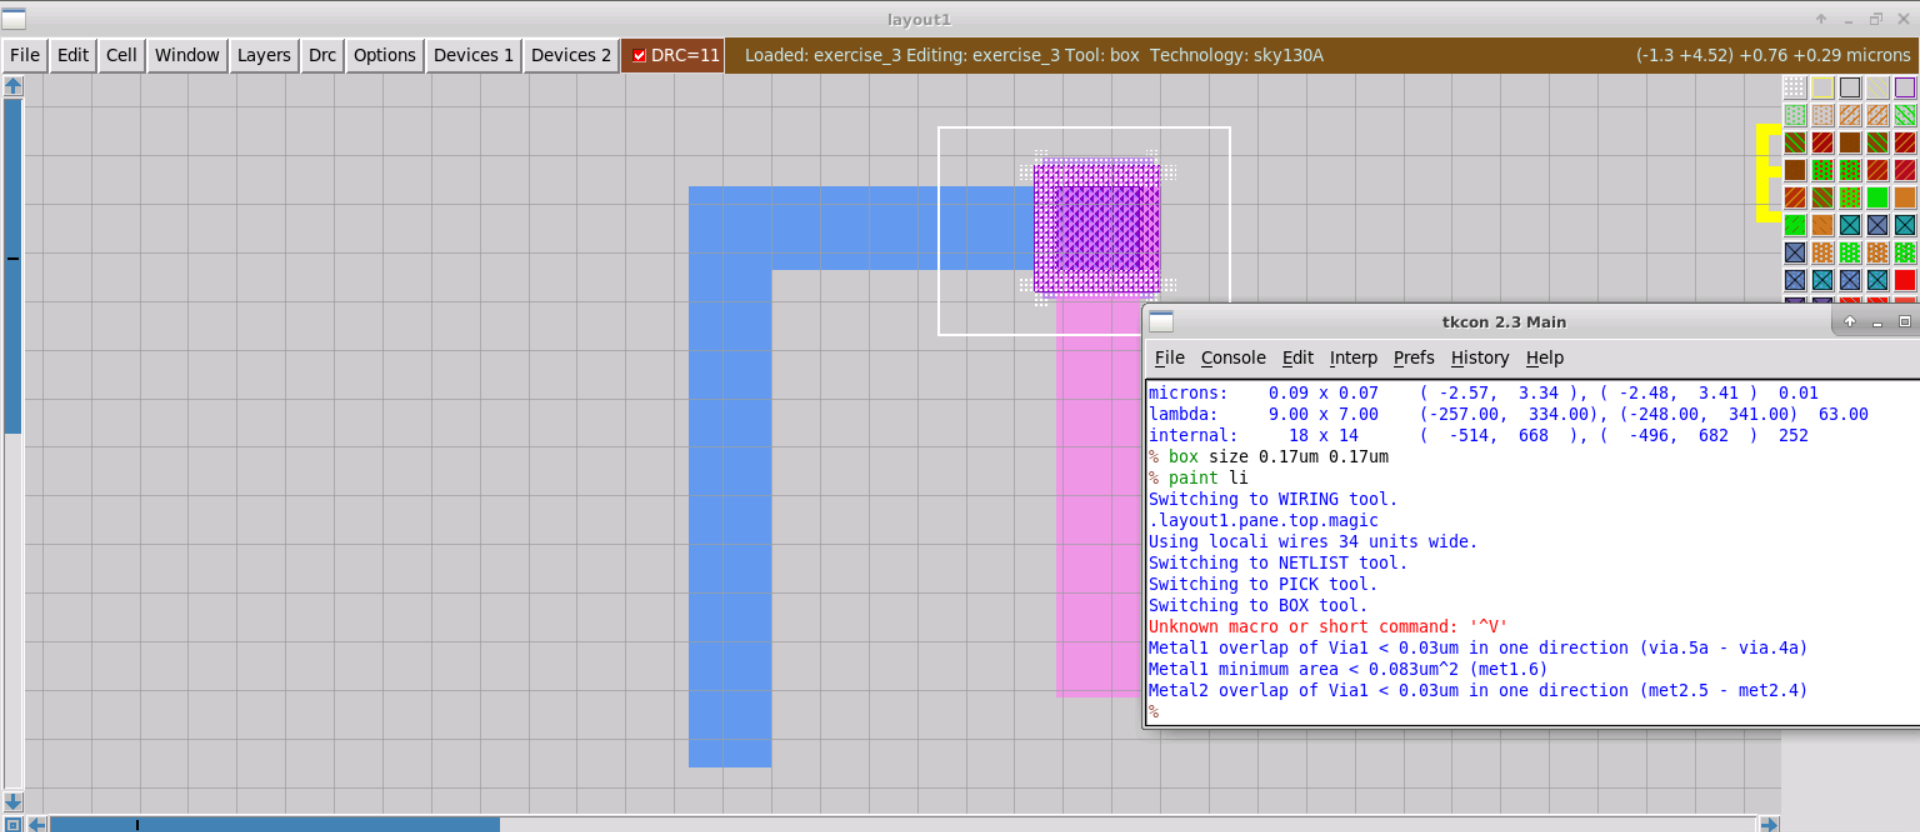 layout1
File Edit Cell Window Layers Drc Options Devices 1 Devices 2 DRC=11 Loaded: exercise_3 Editing: exercise_3 Tool: box Technology: sky130A (-1.3 +4.52) +0.76 +0.29 microns
tkcon 2.3 Main
File Console Edit Interp Prefs History Help
microns: 0.09 x 0.07 ( -2.57, 3.34 ), ( -2.48, 3.41 ) 0.01
lambda: 9.00 x 7.00 (-257.00, 334.00), (-248.00, 341.00) 63.00
internal: 18 x 14 ( -514, 668 ), ( -496, 682 ) 252
% box size 0.17um 0.17um
% paint li
Switching to WIRING tool.
.layout1.pane.top.magic
Using locali wires 34 units wide.
Switching to NETLIST tool.
Switching to PICK tool.
Switching to BOX tool.
Unknown macro or short command: '^V'
Metal1 overlap of Via1 < 0.03um in one direction (via.5a - via.4a)
Metal1 minimum area < 0.083um^2 (met1.6)
Metal2 overlap of Via1 < 0.03um in one direction (met2.5 - met2.4)
%